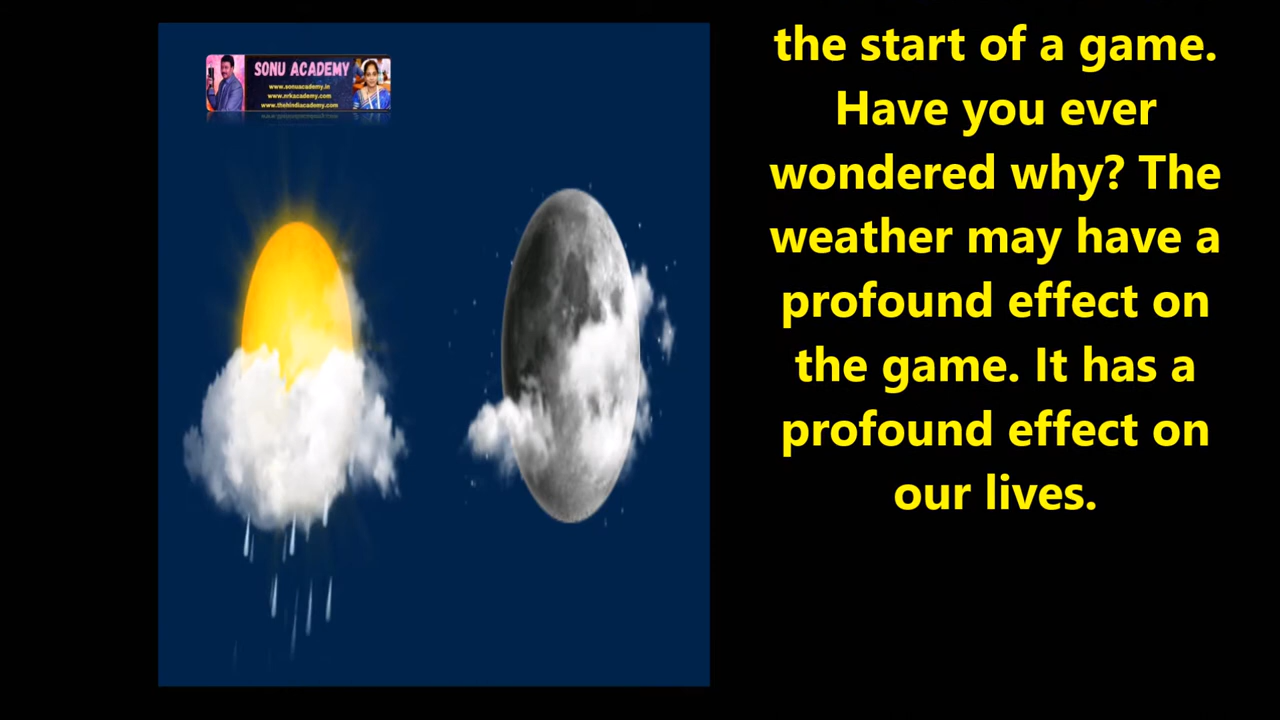 SONU ACADEMY
www.sonuacademy.in
www.nrkacademy.com
www.thehindiacademy.com
the start of a game.
Have you ever
wondered why? The
weather may have a
profound effect on
the game. It has a
profound effect on
our lives.